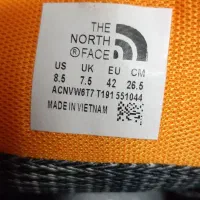 THE
NORTH
®FACE
US UK EU CM
8.5 7.5 42 26.5
ACNVW6T7 T191 551044
MADE IN VIETNAM